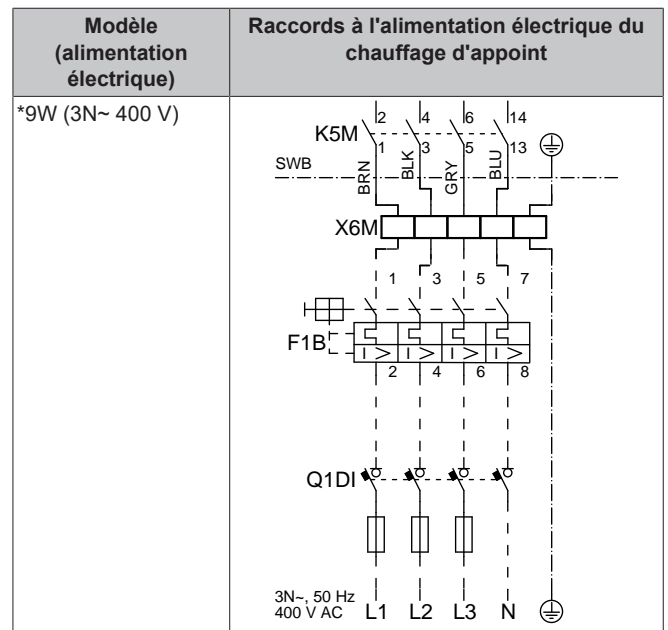 Modèle
(alimentation
électrique)
Raccords à l'alimentation électrique du
chauffage d'appoint
*9W (3N~ 400 V)
2 4 6 14
K5M
1 3 5 13
SWB
BRN BLK GRY BLU
X6M
1 3 5 7
F1B
I > I > I > I >
2 4 6 8
Q1DI
3N~, 50 Hz
400 V AC
L1 L2 L3 N